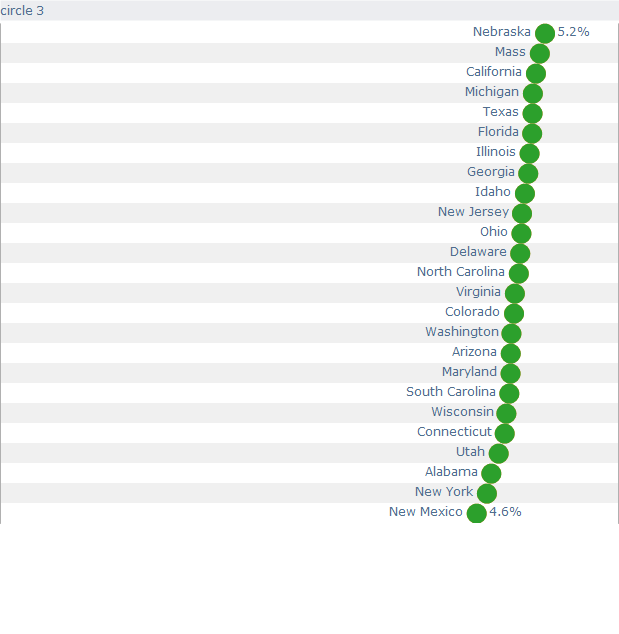 circle 3
Nebraska 5.2%
Mass
California
Michigan
Texas
Florida
Illinois
Georgia
Idaho
New Jersey
Ohio
Delaware
North Carolina
Virginia
Colorado
Washington
Arizona
Maryland
South Carolina
Wisconsin
Connecticut
Utah
Alabama
New York
New Mexico 4.6%